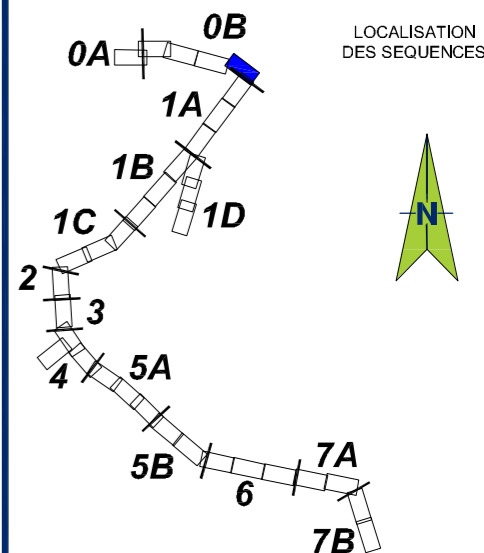 LOCALISATION
DES SEQUENCES
0A
0B
1A
1B
1D
1C
2
3
4
5A
5B
6
7A
7B
N